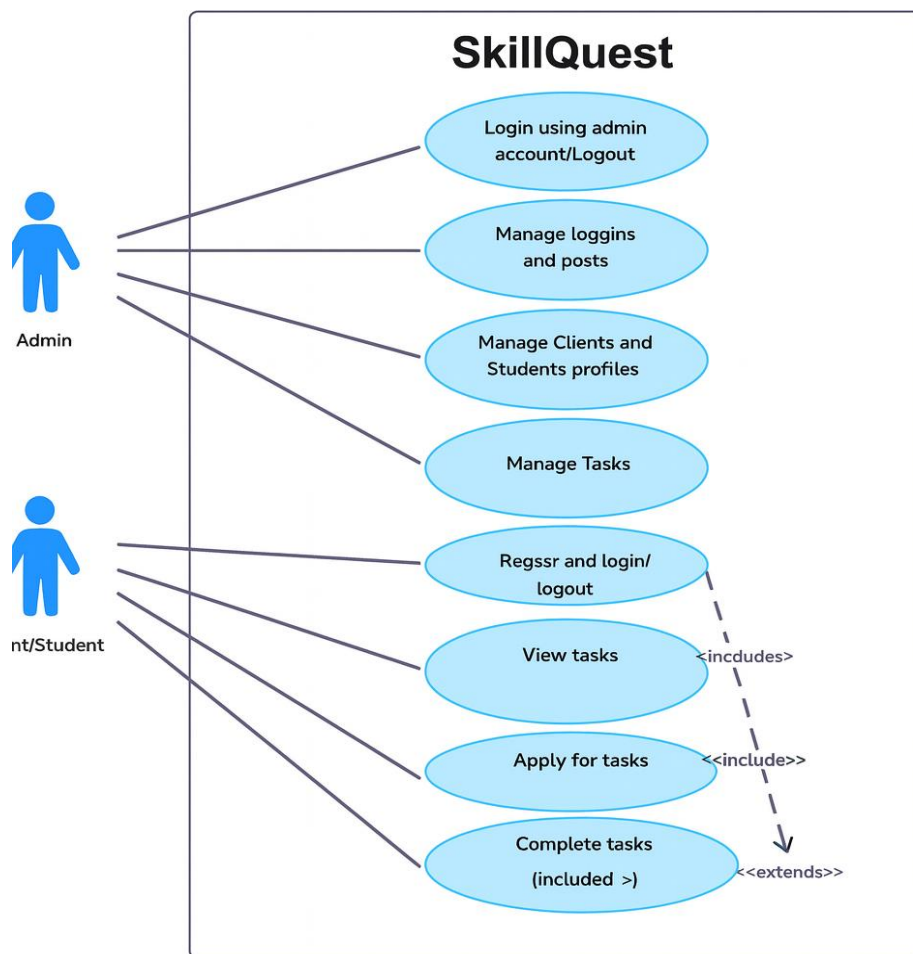 SkillQuest
Login using admin
account/Logout
Manage loggins
and posts
Manage Clients and
Students profiles
Admin
Manage Tasks
Regssr and login/
logout
nt/Student
View tasks
<incdudes>
Apply for tasks
<<include>>
Complete tasks
(included >)
<<extends>>